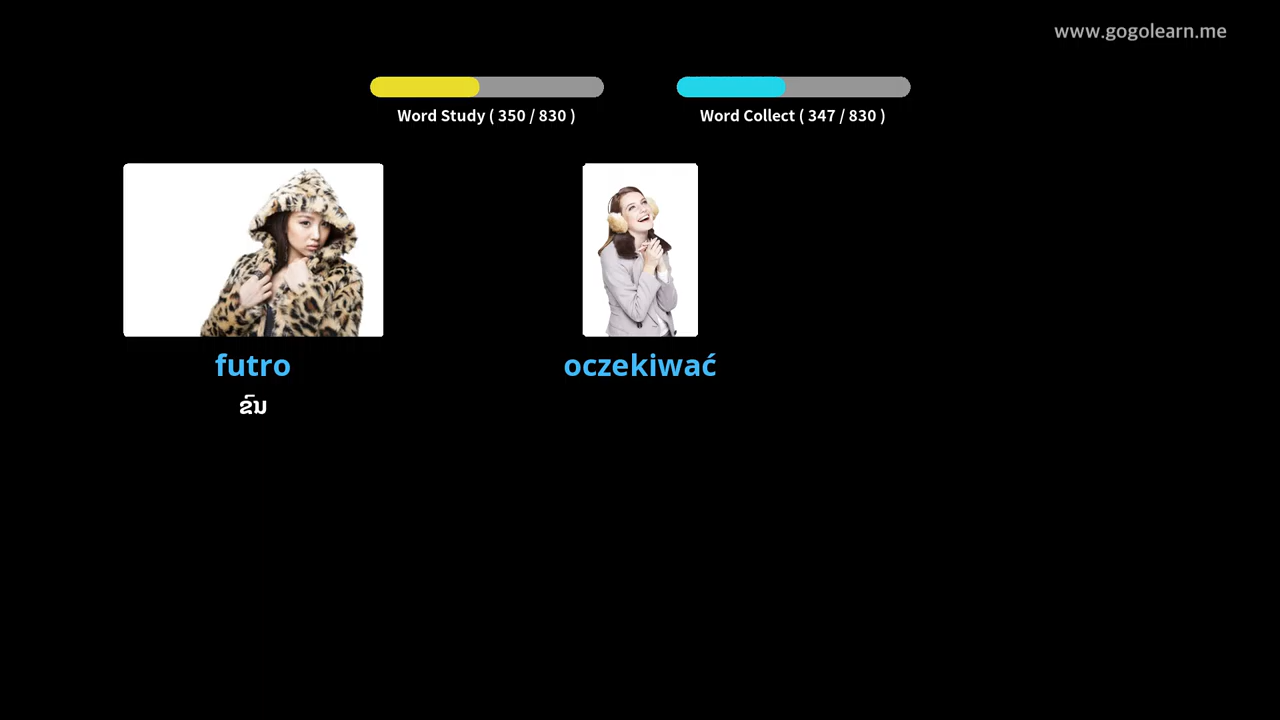 www.gogolearn.me
Word Study ( 350 / 830 )
Word Collect ( 347 / 830 )
futro
oczekiwać
ຂົນ